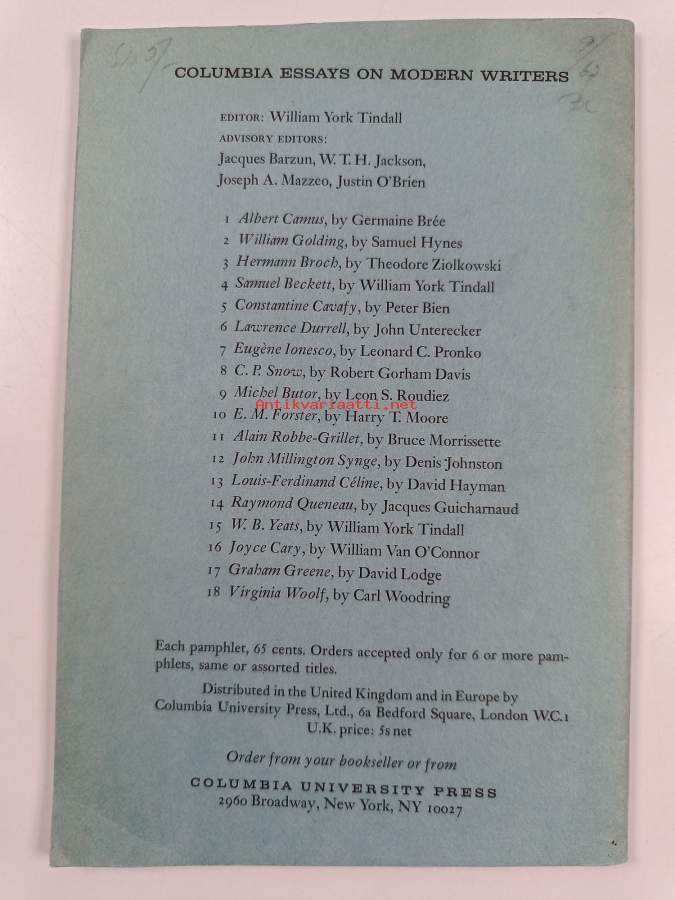 COLUMBIA ESSAYS ON MODERN WRITERS
EDITOR: William York Tindall
ADVISORY EDITORS:
Jacques Barzun, W. T. H. Jackson,
Joseph A. Mazzeo, Justin O'Brien
1 Albert Camus, by Germaine Brée
2 William Golding, by Samuel Hynes
3 Hermann Broch, by Theodore Ziolkowski
4 Samuel Beckett, by William York Tindall
5 Constantine Cavafy, by Peter Bien
6 Lawrence Durrell, by John Unterecker
7 Eugène Ionesco, by Leonard C. Pronko
8 C. P. Snow, by Robert Gorham Davis
9 Michel Butor, by Leon S. Roudiez
Antikvariaatti.net
10 E. M. Forster, by Harry T. Moore
11 Alain Robbe-Grillet, by Bruce Morrissette
12 John Millington Synge, by Denis Johnston
13 Louis-Ferdinand Céline, by David Hayman
14 Raymond Queneau, by Jacques Guicharnaud
15 W. B. Yeats, by William York Tindall
16 Joyce Cary, by William Van O'Connor
17 Graham Greene, by David Lodge
18 Virginia Woolf, by Carl Woodring
Each pamphlet, 65 cents. Orders accepted only for 6 or more pam-
phlets, same or assorted titles.
Distributed in the United Kingdom and in Europe by
Columbia University Press, Ltd., 6a Bedford Square, London W.C.1
U.K. price: 5s net
Order from your bookseller or from
COLUMBIA UNIVERSITY PRESS
2960 Broadway, New York, NY 10027